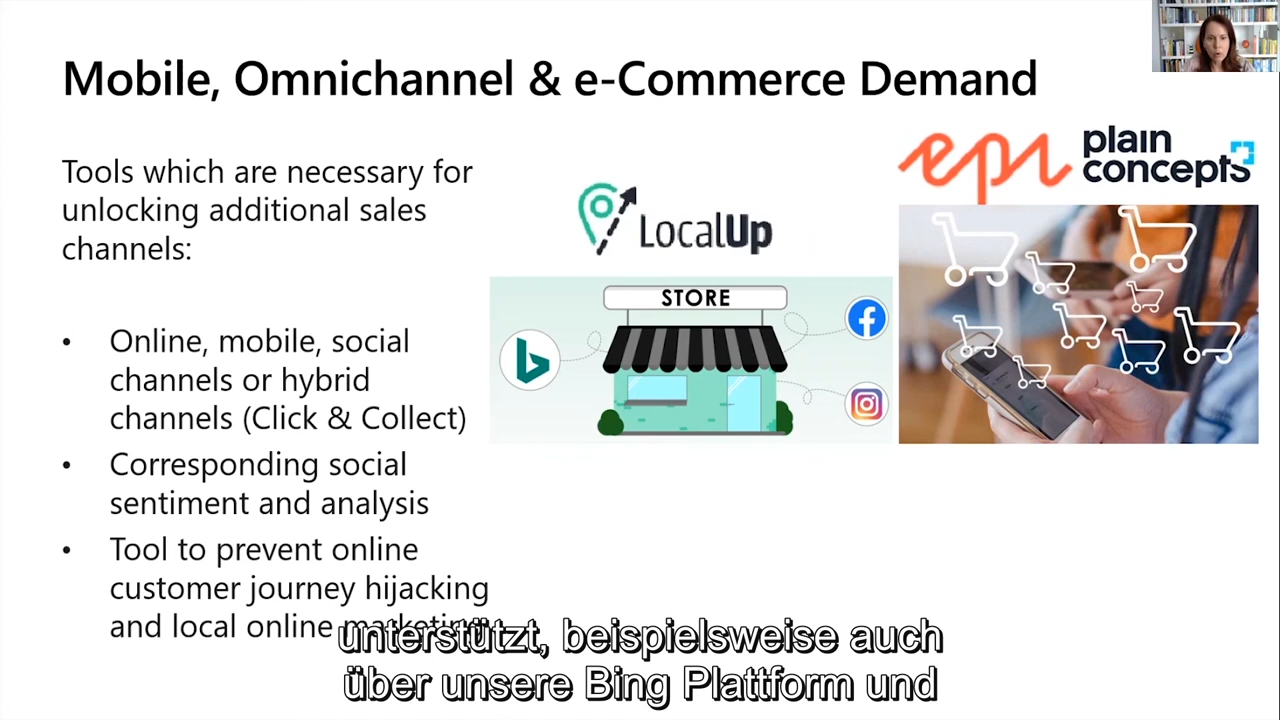 Mobile, Omnichannel & e-Commerce Demand
Tools which are necessary for
unlocking additional sales
channels:
• Online, mobile, social
channels or hybrid
channels (Click & Collect)
• Corresponding social
sentiment and analysis
• Tool to prevent online
customer journey hijacking
and local online
LocalUp
STORE
epi
plain
concepts
unterstützt, beispielsweise auch
über unsere Bing Plattform und